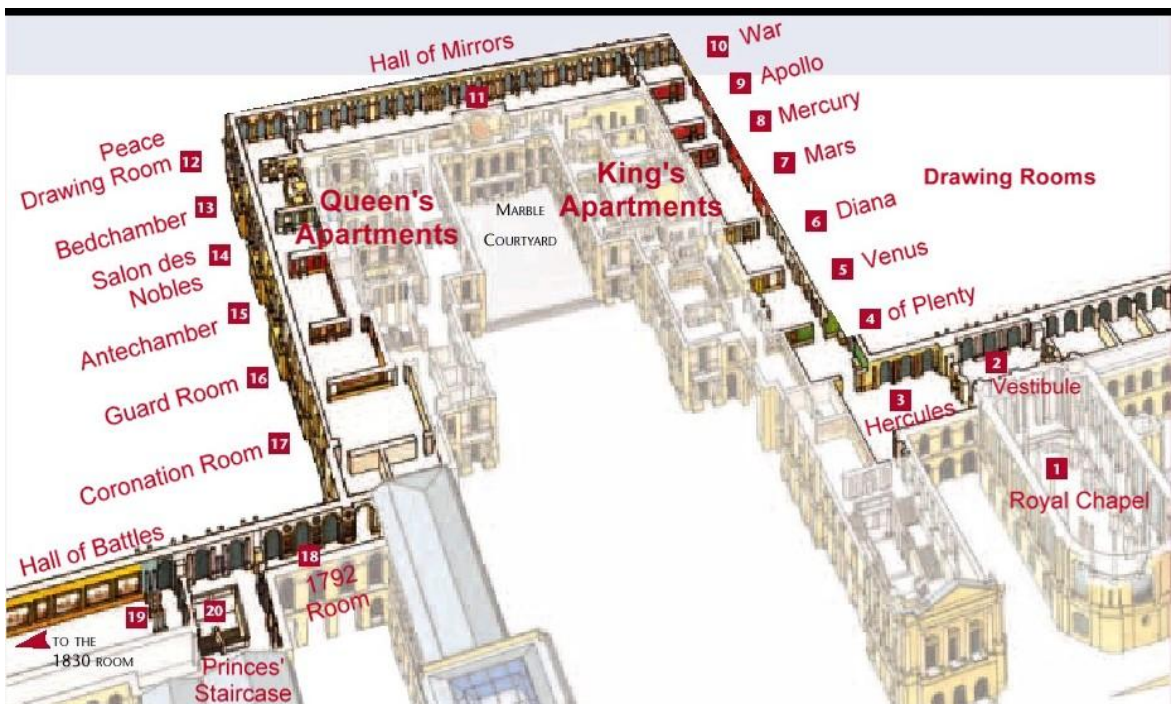 Hall of Mirrors
11
10 War
9 Apollo
8 Mercury
7 Mars
Drawing Rooms
6 Diana
5 Venus
4 of Plenty
2
Vestibule
3
Hercules
1
Royal Chapel
King's
Apartments
MARBLE
COURTYARD
Queen's
Apartments
Peace
Drawing Room 12
Bedchamber 13
Salon des 14
Nobles
Antechamber 15
Guard Room 16
Coronation Room 17
Hall of Battles
18
1792
Room
19
20
TO THE
1830 ROOM
Princes'
Staircase